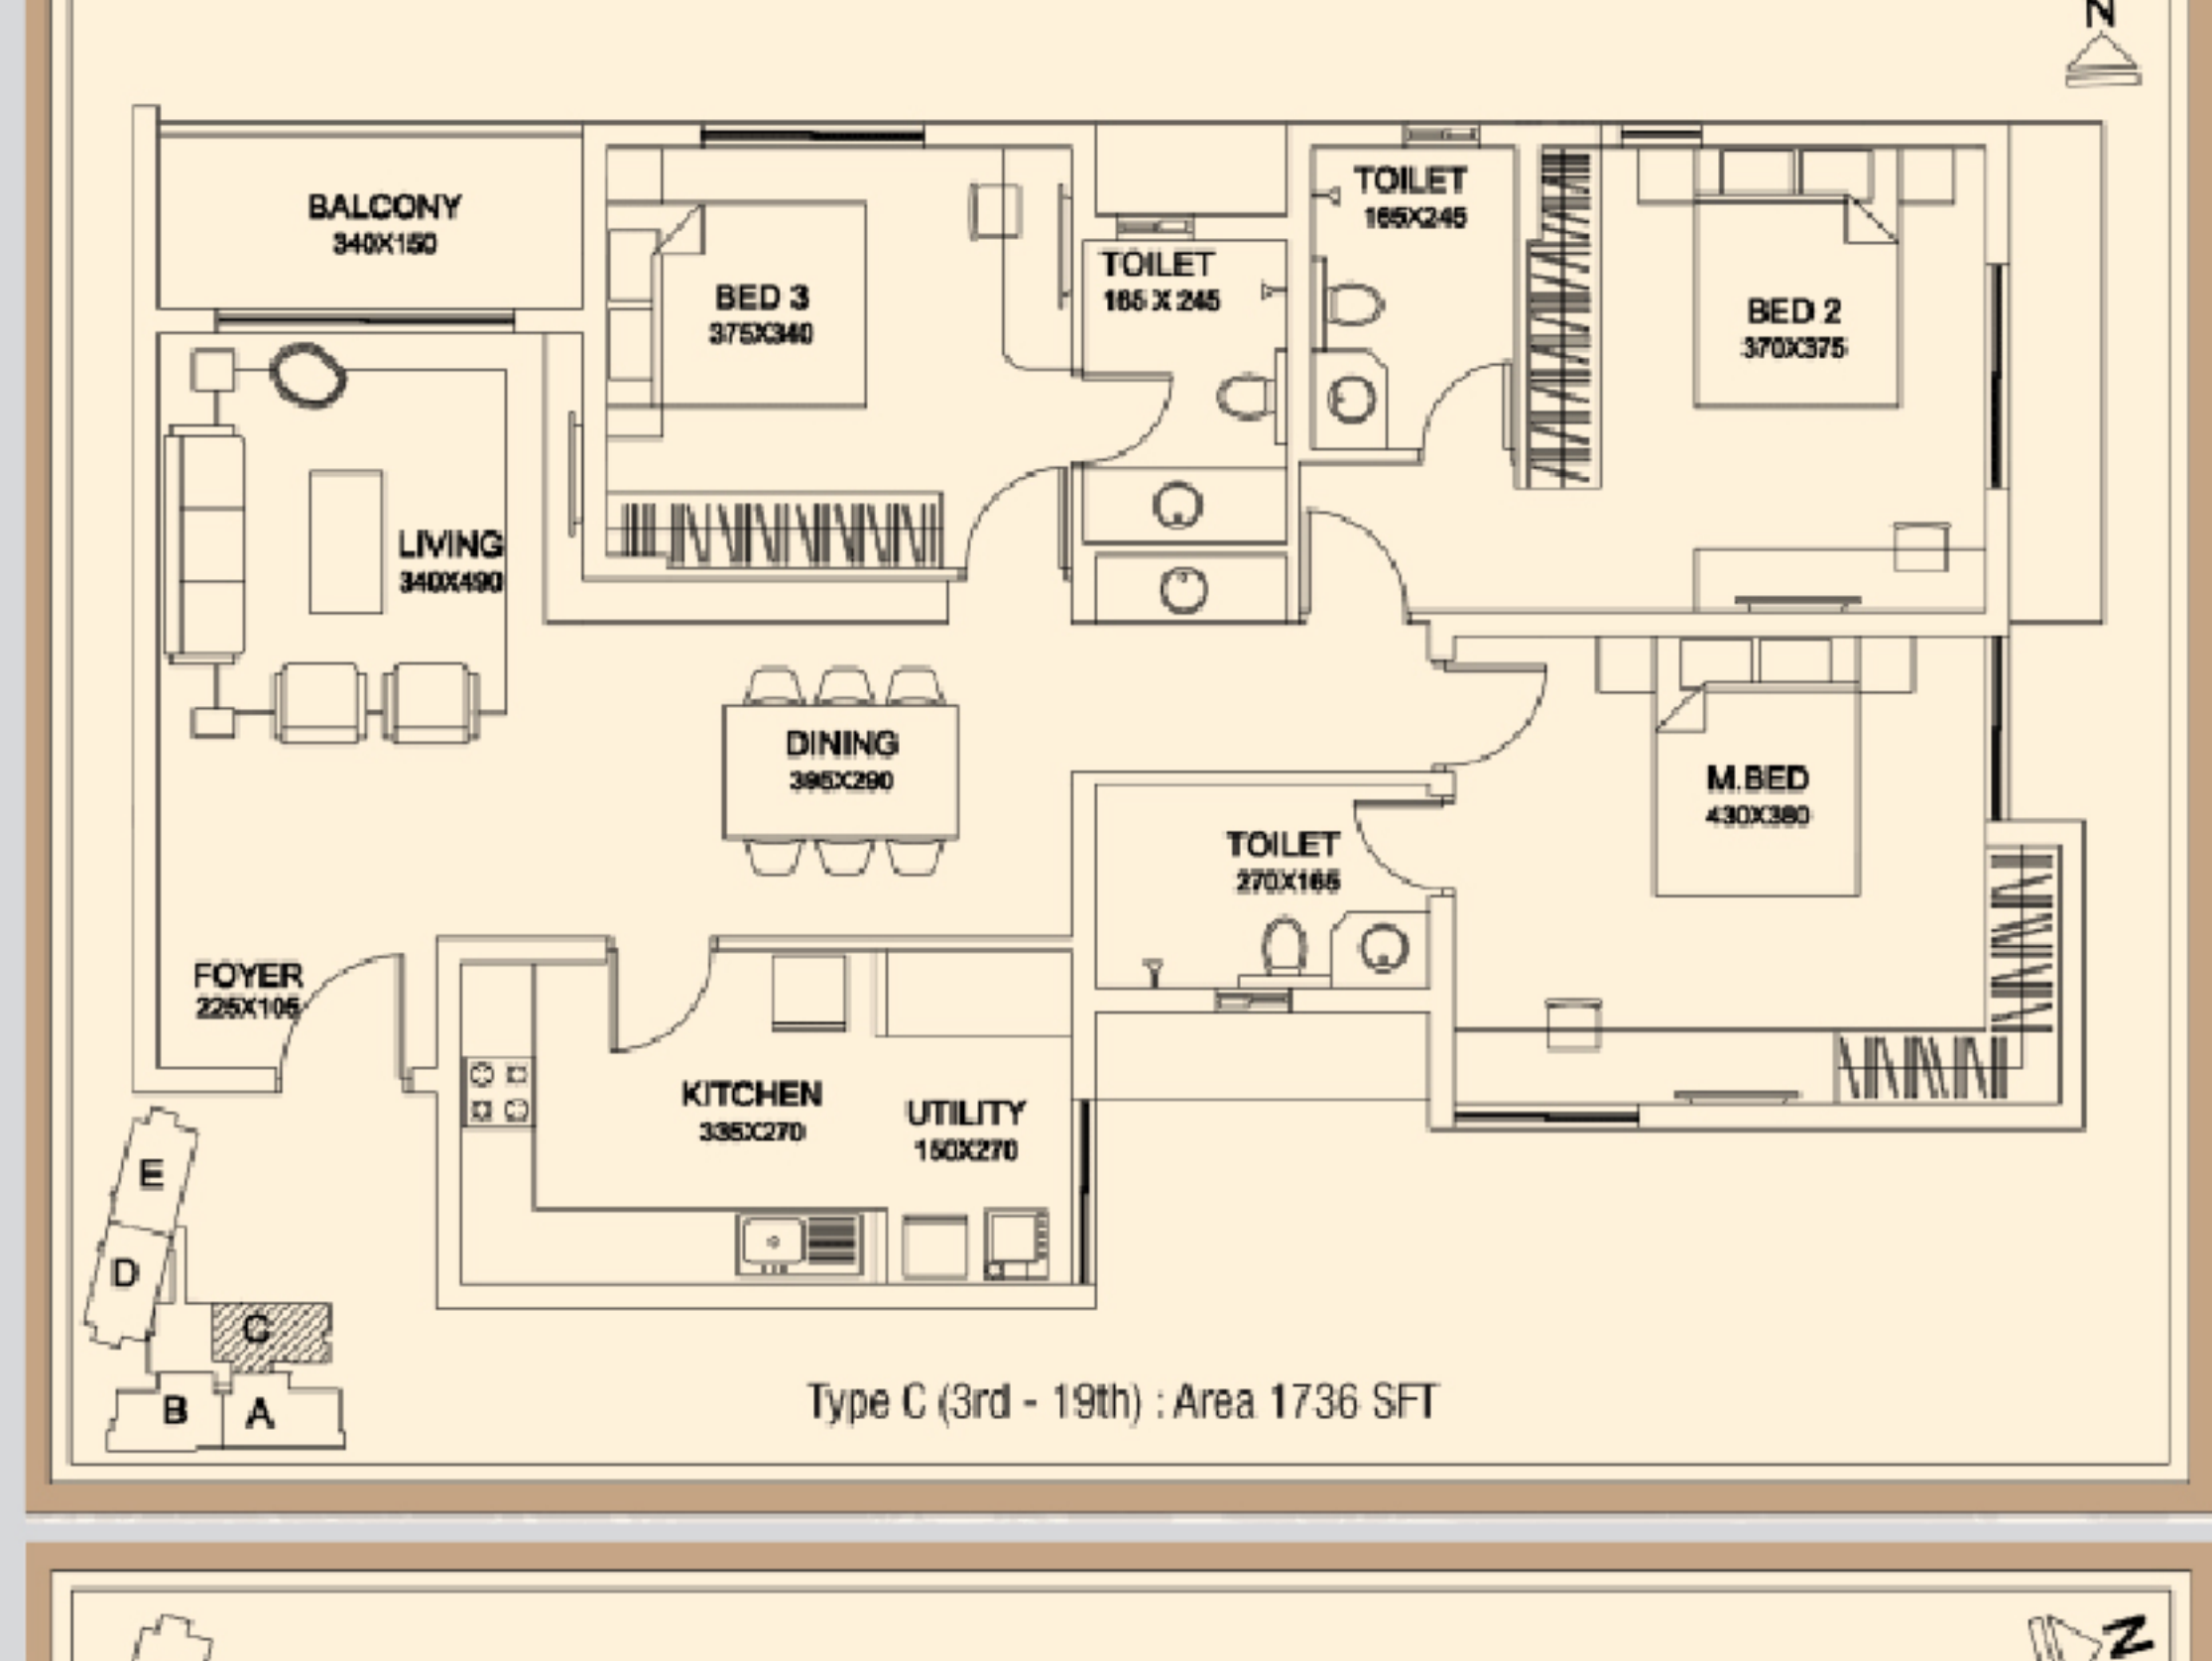 N
BALCONY
340X150
BED 3
375X340
TOILET
165 X 245
TOILET
165X245
BED 2
370X375
LIVING
340X490
DINING
395X290
M.BED
430X380
TOILET
270X165
FOYER
225X105
KITCHEN
335X270
UTILITY
150X270
E
D
C
B
A
Type C (3rd - 19th) : Area 1736 SFT
N